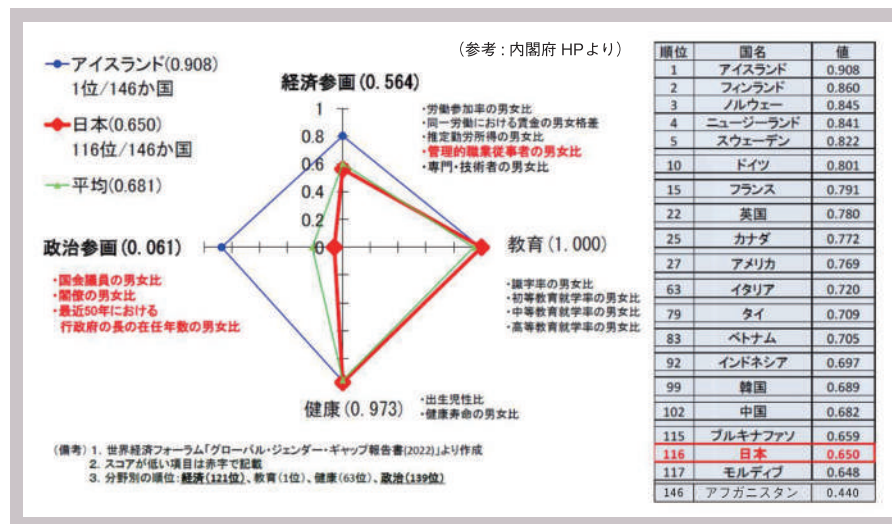 （参考 : 内閣府 HPより）
アイスランド(0.908)
1位/146か国
日本(0.650)
116位/146か国
平均(0.681)
経済参画(0.564)
・労働参加率の男女比
・同一労働における賃金の男女格差
・推定勤労所得の男女比
・管理的職業従事者の男女比
・専門・技術者の男女比
1
0.8
0.6
0.4
0.2
0
政治参画(0.061)
・国会議員の男女比
・閣僚の男女比
・最近50年における
行政府の長の在任年数の男女比
教育(1.000)
・識字率の男女比
・初等教育就学率の男女比
・中等教育就学率の男女比
・高等教育就学率の男女比
健康(0.973)
・出生児性比
・健康寿命の男女比
(備考) 1. 世界経済フォーラム「グローバル・ジェンダー・ギャップ報告書(2022)」より作成
2. スコアが低い項目は赤字で記載
3. 分野別の順位:経済(121位)、教育(1位)、健康(63位)、政治(139位)
順位 国名 値
1 アイスランド 0.908
2 フィンランド 0.860
3 ノルウェー 0.845
4 ニュージーランド 0.841
5 スウェーデン 0.822
10 ドイツ 0.801
15 フランス 0.791
22 英国 0.780
25 カナダ 0.772
27 アメリカ 0.769
63 イタリア 0.720
79 タイ 0.709
83 ベトナム 0.705
92 インドネシア 0.697
99 韓国 0.689
102 中国 0.682
115 ブルキナファソ 0.659
116 日本 0.650
117 モルディブ 0.648
146 アフガニスタン 0.440